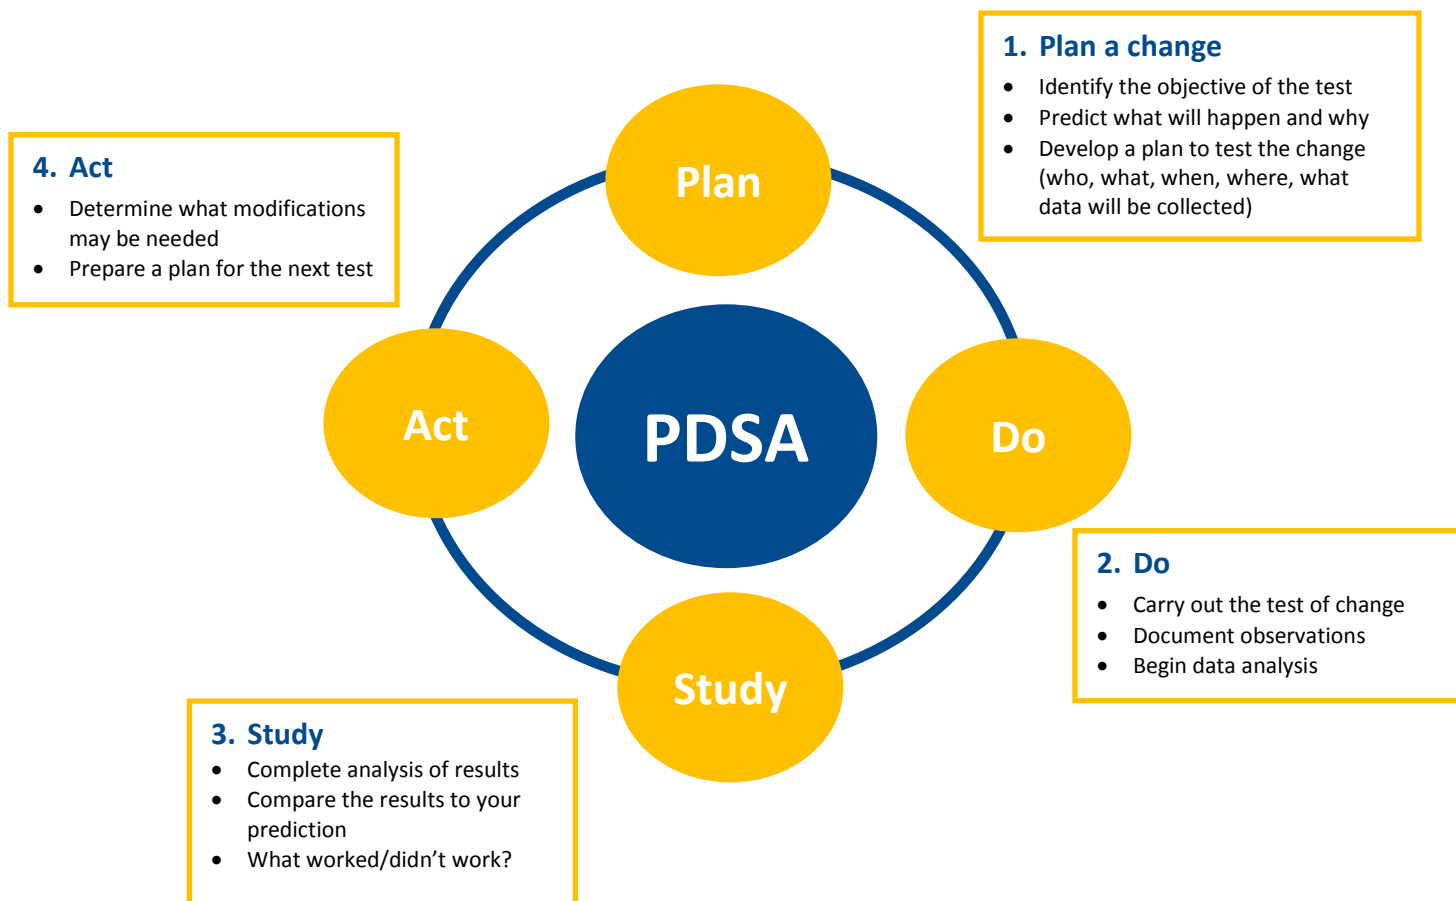 1. Plan a change
• Identify the objective of the test
• Predict what will happen and why
• Develop a plan to test the change
(who, what, when, where, what
data will be collected)
4. Act
• Determine what modifications
may be needed
• Prepare a plan for the next test
Plan
Act
PDSA
Do
Study
2. Do
• Carry out the test of change
• Document observations
• Begin data analysis
3. Study
• Complete analysis of results
• Compare the results to your
prediction
• What worked/didn’t work?